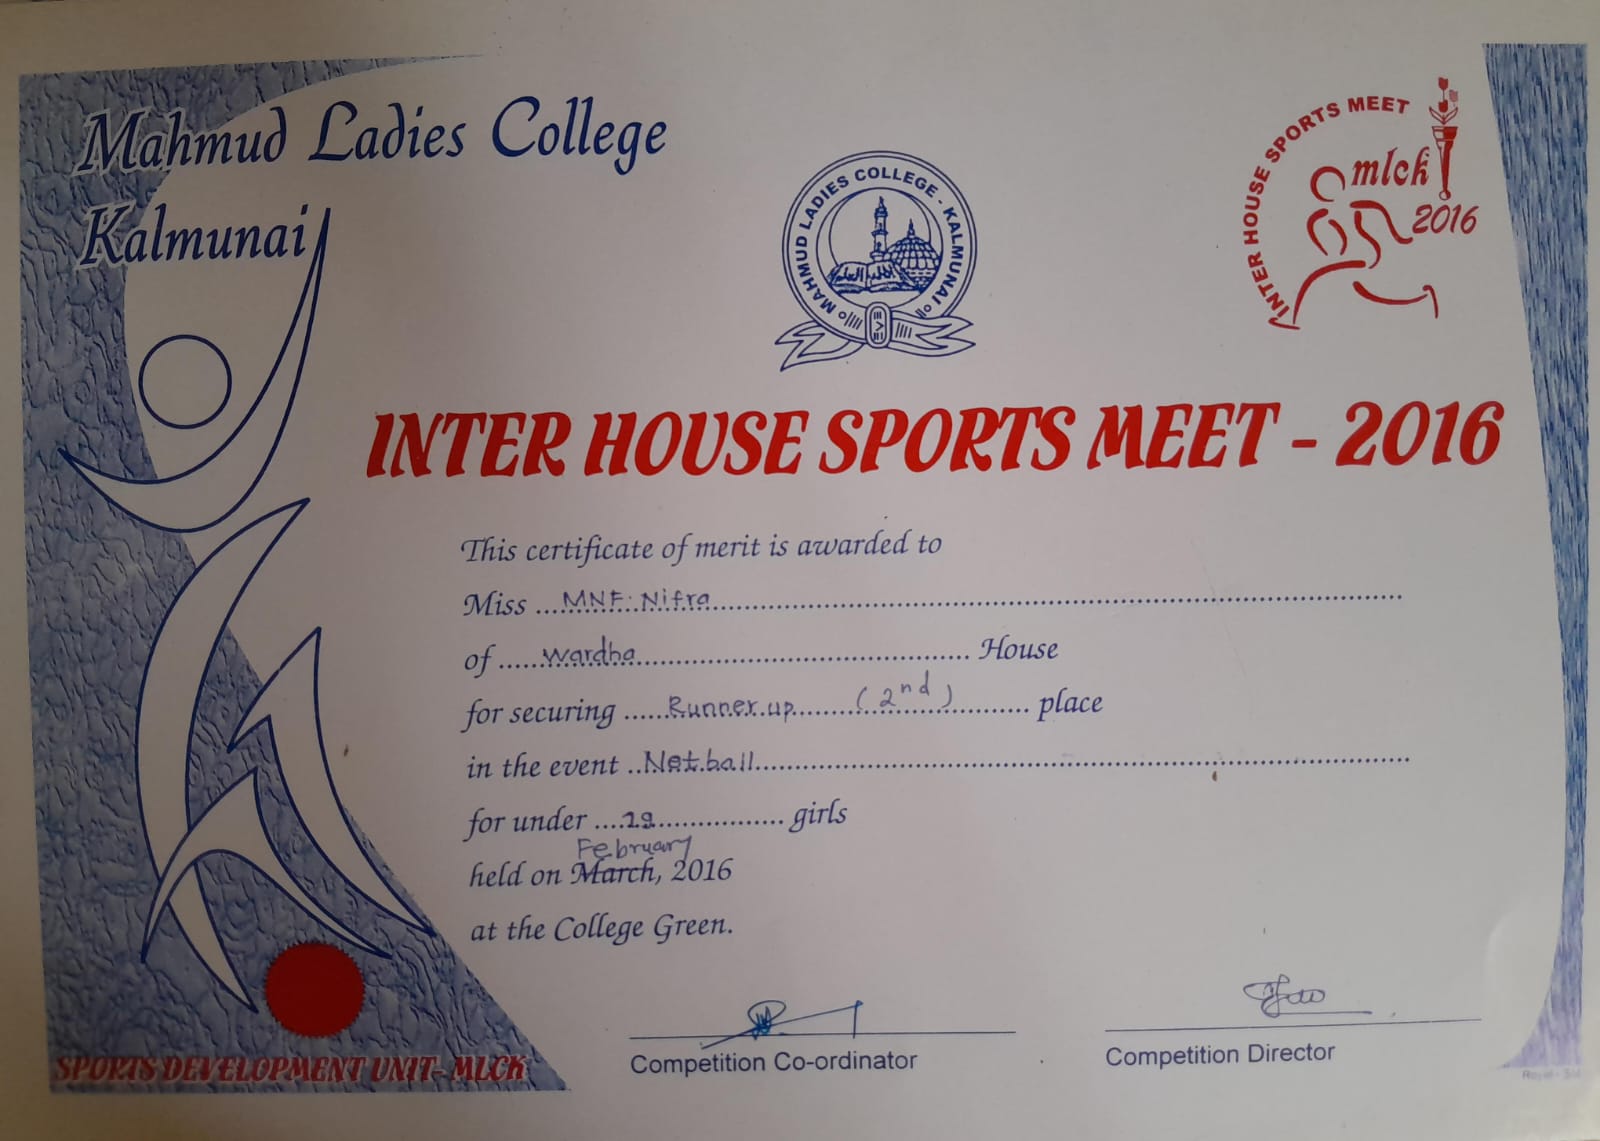 Mahmud Ladies College
Kalmunai
MAHMUD LADIES COLLEGE - KALMUNAI
INTER HOUSE SPORTS MEET
mlck
2016
INTER HOUSE SPORTS MEET - 2016
This certificate of merit is awarded to
Miss ... MNF. Nifra
of ..... Wardha ..... House
for securing ..... Runner up (2nd) ..... place
in the event .. Netball
for under .... ..... girls
February
held on March, 2016
at the College Green.
Competition Co-ordinator
Competition Director
SPORTS DEVELOPMENT UNIT- MLCK